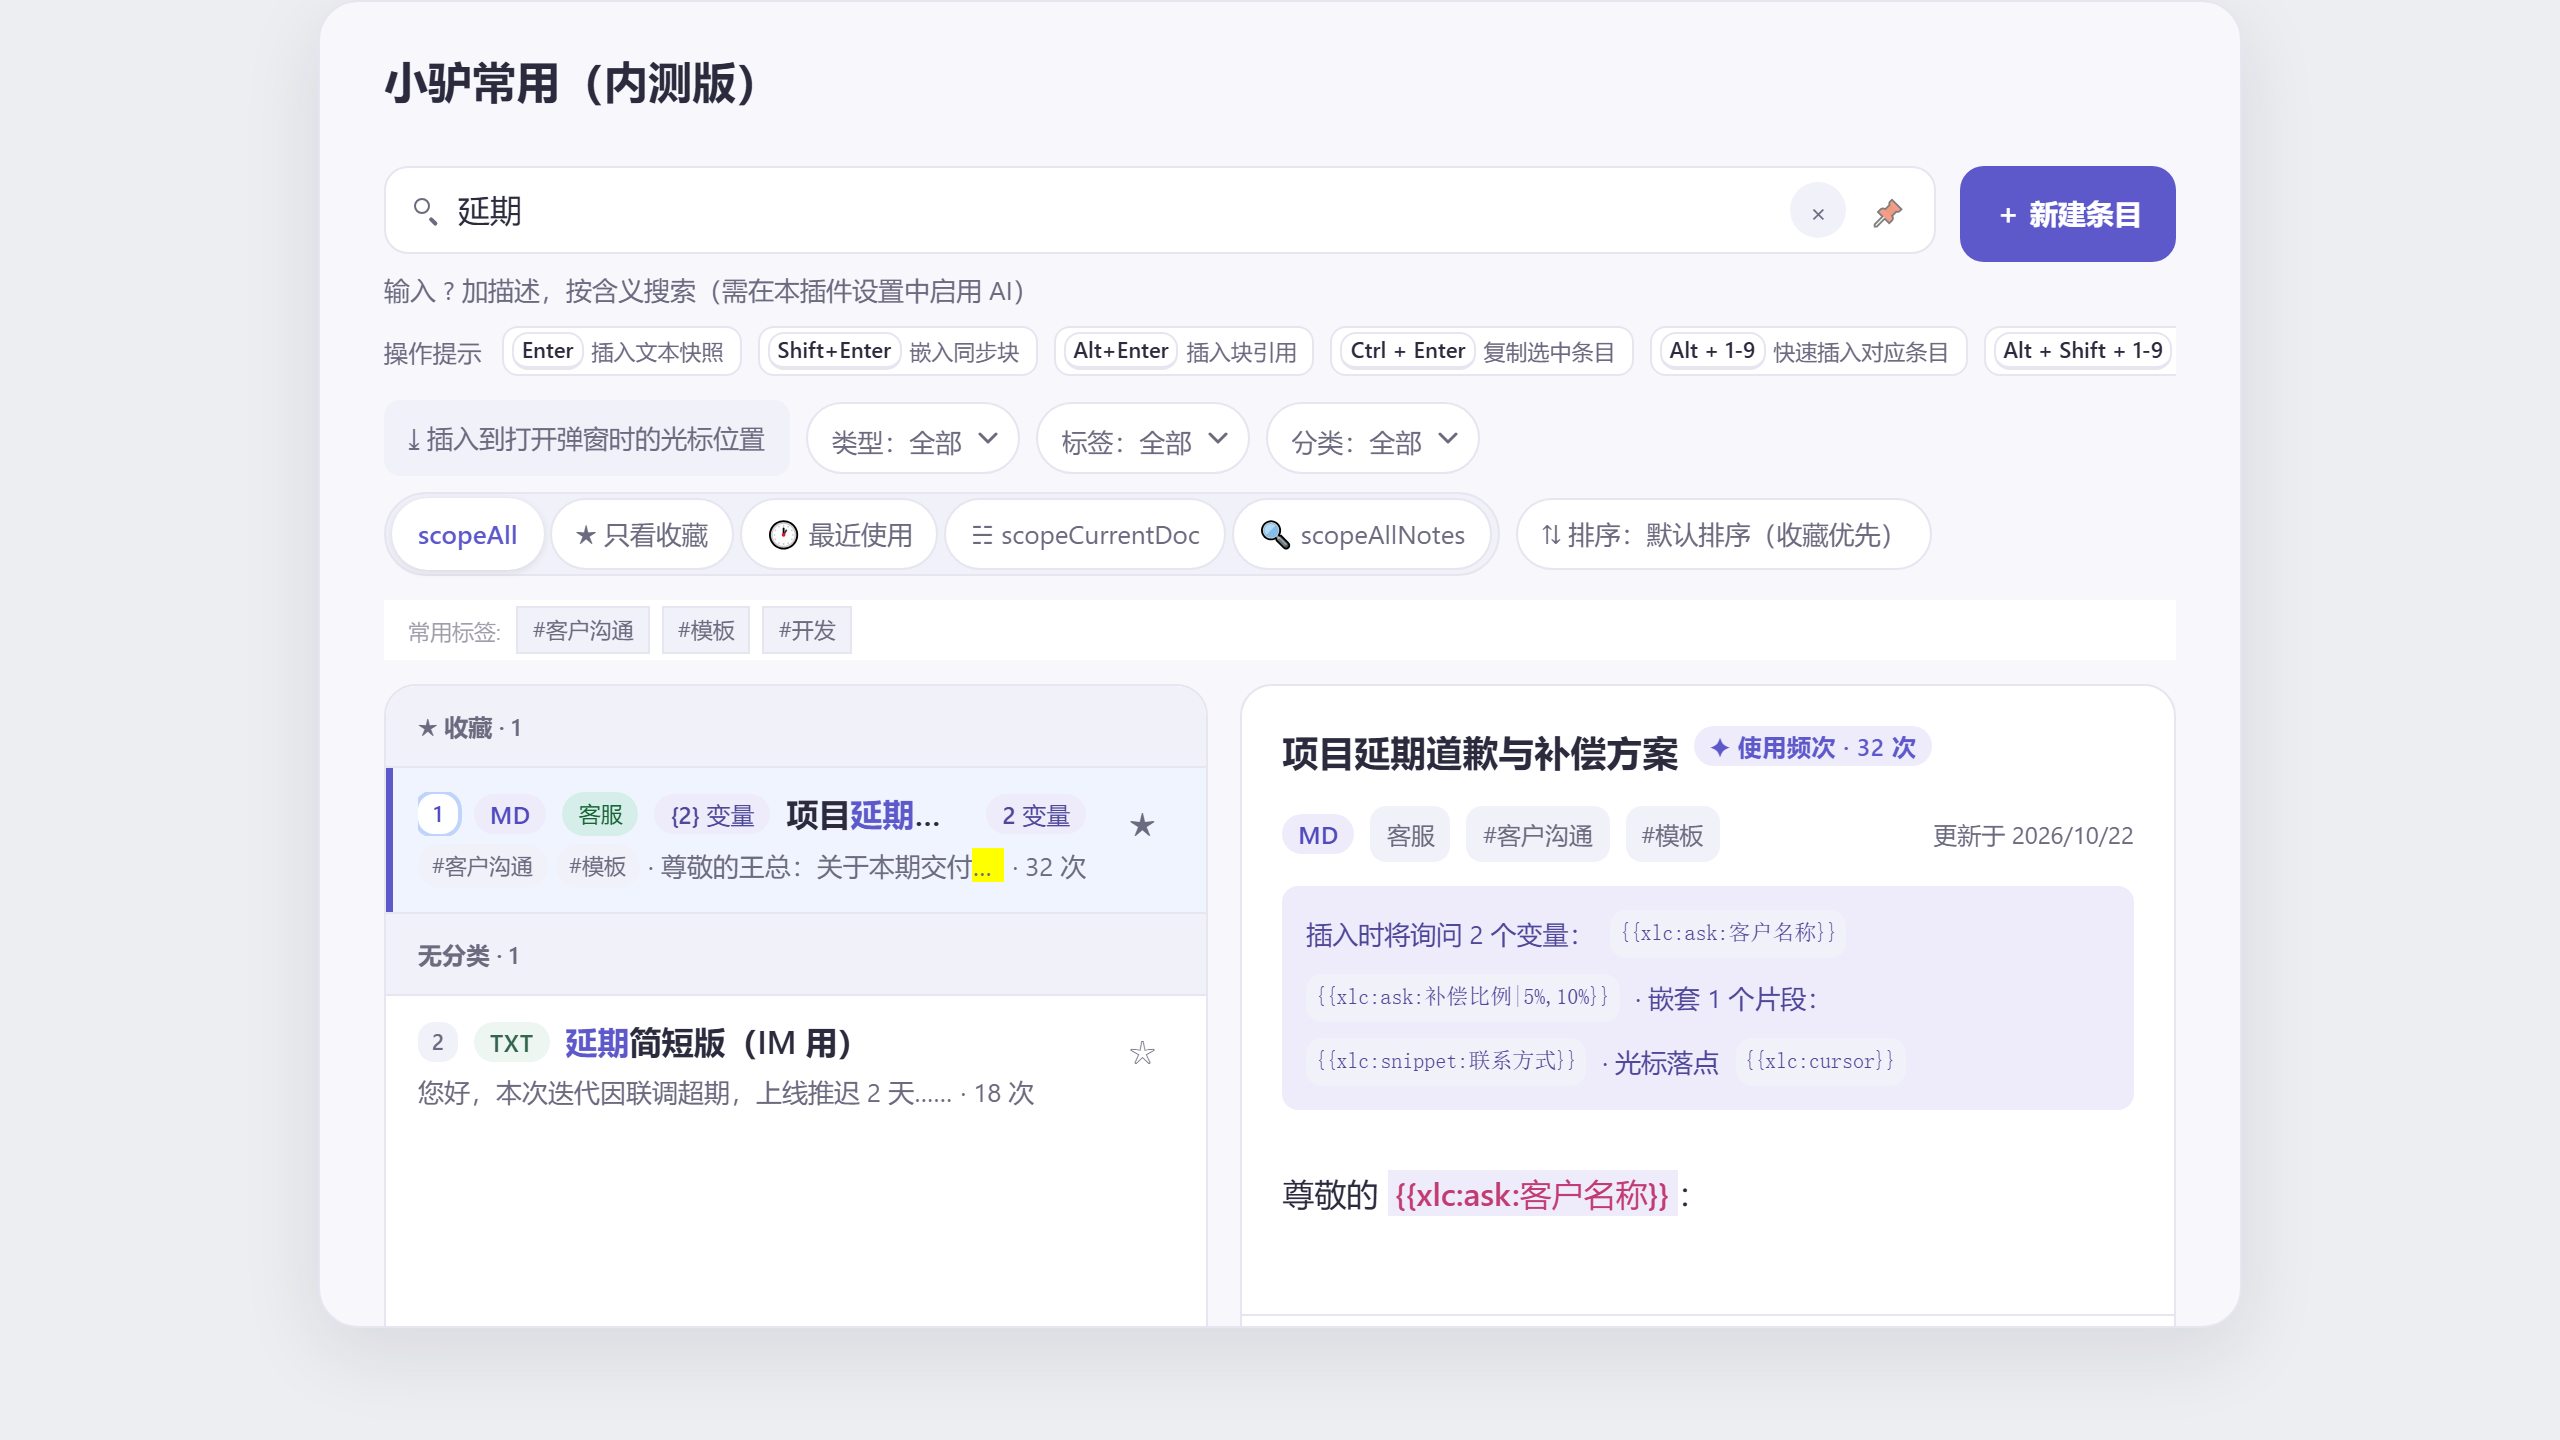 小驴常用（内测版）
延期
×
+ 新建条目
输入 ? 加描述，按含义搜索（需在本插件设置中启用 AI）
操作提示 Enter 插入文本快照 Shift+Enter 嵌入同步块 Alt+Enter 插入块引用 Ctrl + Enter 复制选中条目 Alt + 1-9 快速插入对应条目 Alt + Shift + 1-9
⤓ 插入到打开弹窗时的光标位置 类型：全部 标签：全部 分类：全部
scopeAll ★ 只看收藏 🕐 最近使用 ☵ scopeCurrentDoc 🔍 scopeAllNotes ⇅ 排序：默认排序（收藏优先）
常用标签: #客户沟通 #模板 #开发
★ 收藏 · 1
1 MD 客服 {2} 变量 项目延期... 2 变量 ★
#客户沟通 #模板 · 尊敬的王总：关于本期交付... · 32 次
无分类 · 1
2 TXT 延期简短版（IM 用） ☆
您好，本次迭代因联调超期，上线推迟 2 天...... · 18 次
项目延期道歉与补偿方案 ✦ 使用频次 · 32 次
MD 客服 #客户沟通 #模板 更新于 2026/10/22
插入时将询问 2 个变量： {{xlc:ask:客户名称}}
{{xlc:ask:补偿比例|5%,10%}} · 嵌套 1 个片段：
{{xlc:snippet:联系方式}} · 光标落点 {{xlc:cursor}}
尊敬的 {{xlc:ask:客户名称}}：